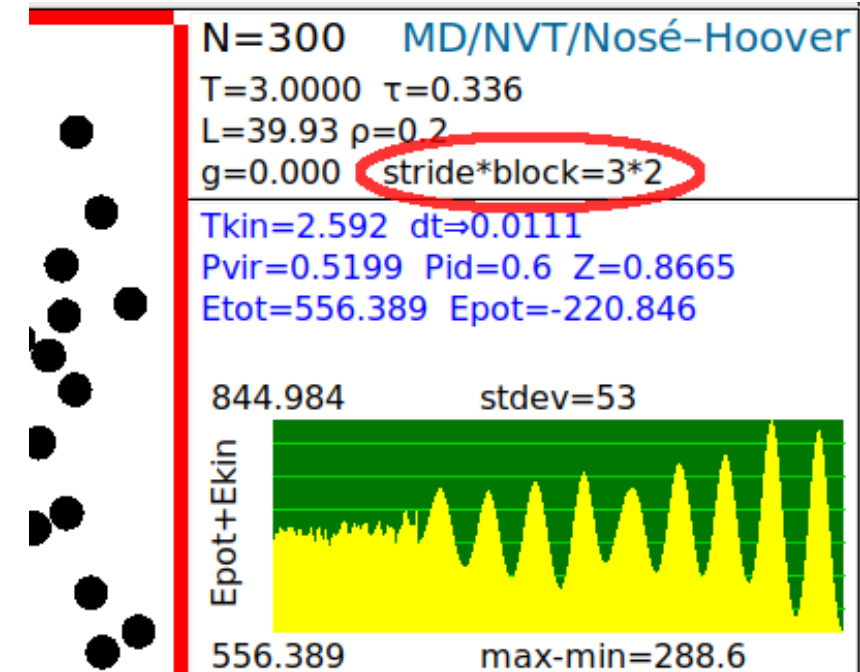 N=300 MD/NVT/Nosé–Hoover
T=3.0000 τ=0.336
L=39.93 ρ=0.2
g=0.000 stride*block=3*2
Tkin=2.592 dt⇒0.0111
Pvir=0.5199 Pid=0.6 Z=0.8665
Etot=556.389 Epot=-220.846
844.984 stdev=53
Epot+Ekin
556.389 max-min=288.6